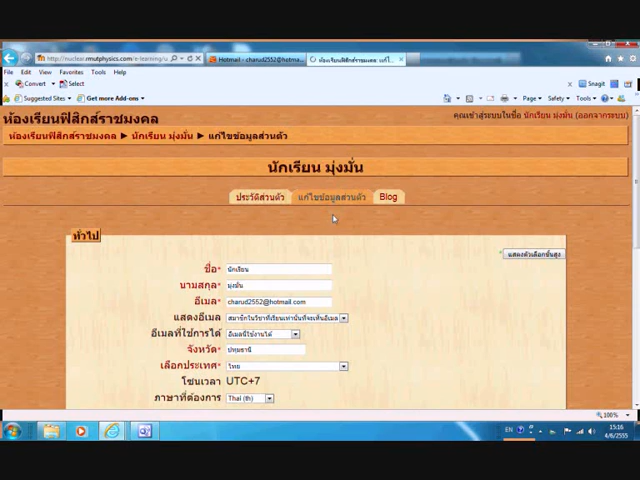 http://nuclear.rmutphysics.com/e-learning/u
Hotmail - charud2552@hotma...
ห้องเรียนฟิสิกส์ราชมงคล: แก้ไ...
File Edit View Favorites Tools Help
Convert Select
Snagit
Suggested Sites Get more Add-ons
Page Safety Tools
ห้องเรียนฟิสิกส์ราชมงคล
คุณเข้าสู่ระบบในชื่อ นักเรียน มุ่งมั่น (ออกจากระบบ)
ห้องเรียนฟิสิกส์ราชมงคล ► นักเรียน มุ่งมั่น ► แก้ไขข้อมูลส่วนตัว
นักเรียน มุ่งมั่น
ประวัติส่วนตัว แก้ไขข้อมูลส่วนตัว Blog
ทั่วไป
* แสดงตัวเลือกขั้นสูง
ชื่อ* นักเรียน
นามสกุล* มุ่งมั่น
อีเมล* charud2552@hotmail.com
แสดงอีเมล สมาชิกในวิชาที่เรียนเท่านั้นที่จะเห็นอีเมล
อีเมลที่ใช้การได้ อีเมลนี้ใช้งานได้
จังหวัด* ปทุมธานี
เลือกประเทศ* ไทย
โซนเวลา UTC+7
ภาษาที่ต้องการ Thai (th)
100%
EN
15:16
4/6/2555